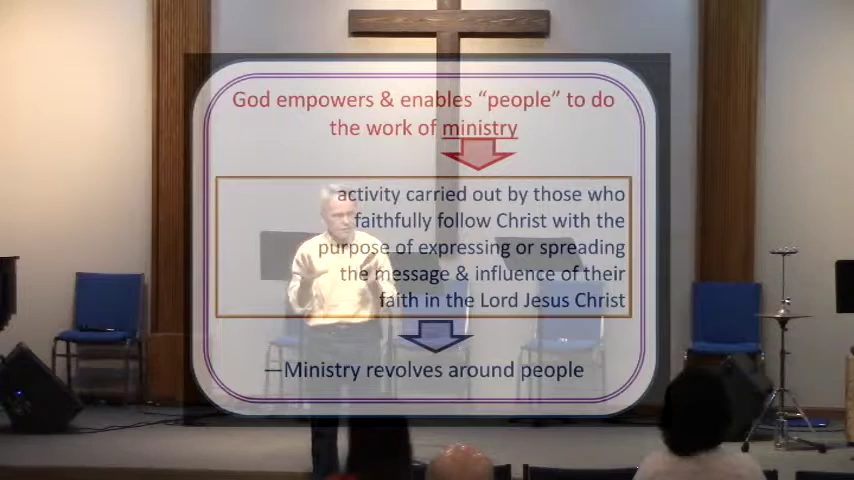 God empowers & enables “people” to do
the work of ministry
activity carried out by those who
faithfully follow Christ with the
purpose of expressing or spreading
the message & influence of their
faith in the Lord Jesus Christ
—Ministry revolves around people